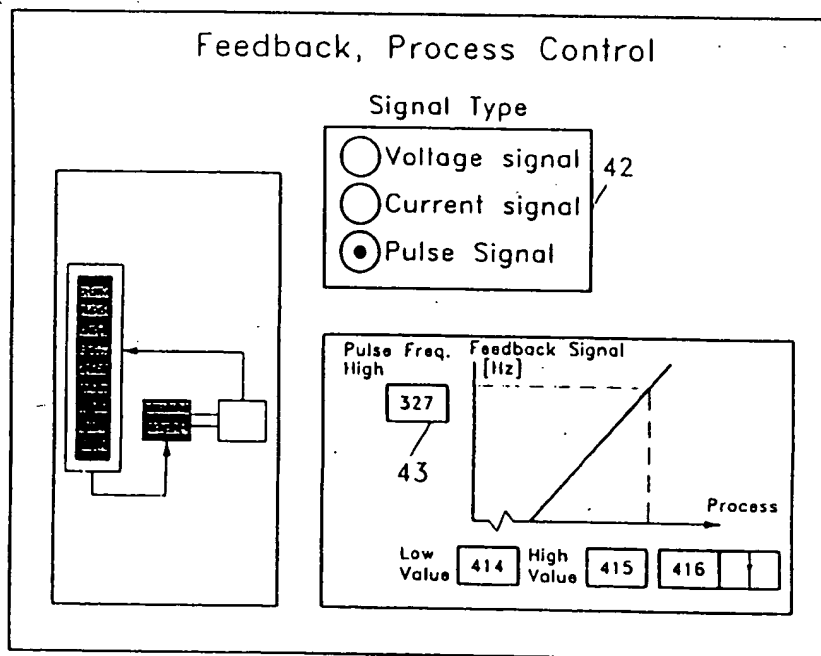 Feedback, Process Control
Signal Type
Voltage signal
Current signal
Pulse Signal
42
Pulse Freq. High
Feedback Signal [Hz]
327
43
Process
Low Value
414
High Value
415
416